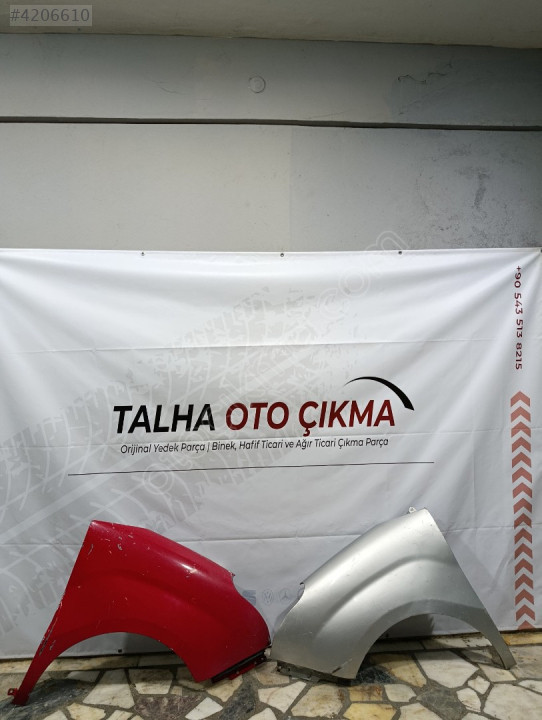 #4206610
+90 543 513 8215
TALHA OTO ÇIKMA
Orijinal Yedek Parça | Binek, Hafif Ticari ve Ağır Ticari Çıkma Parça